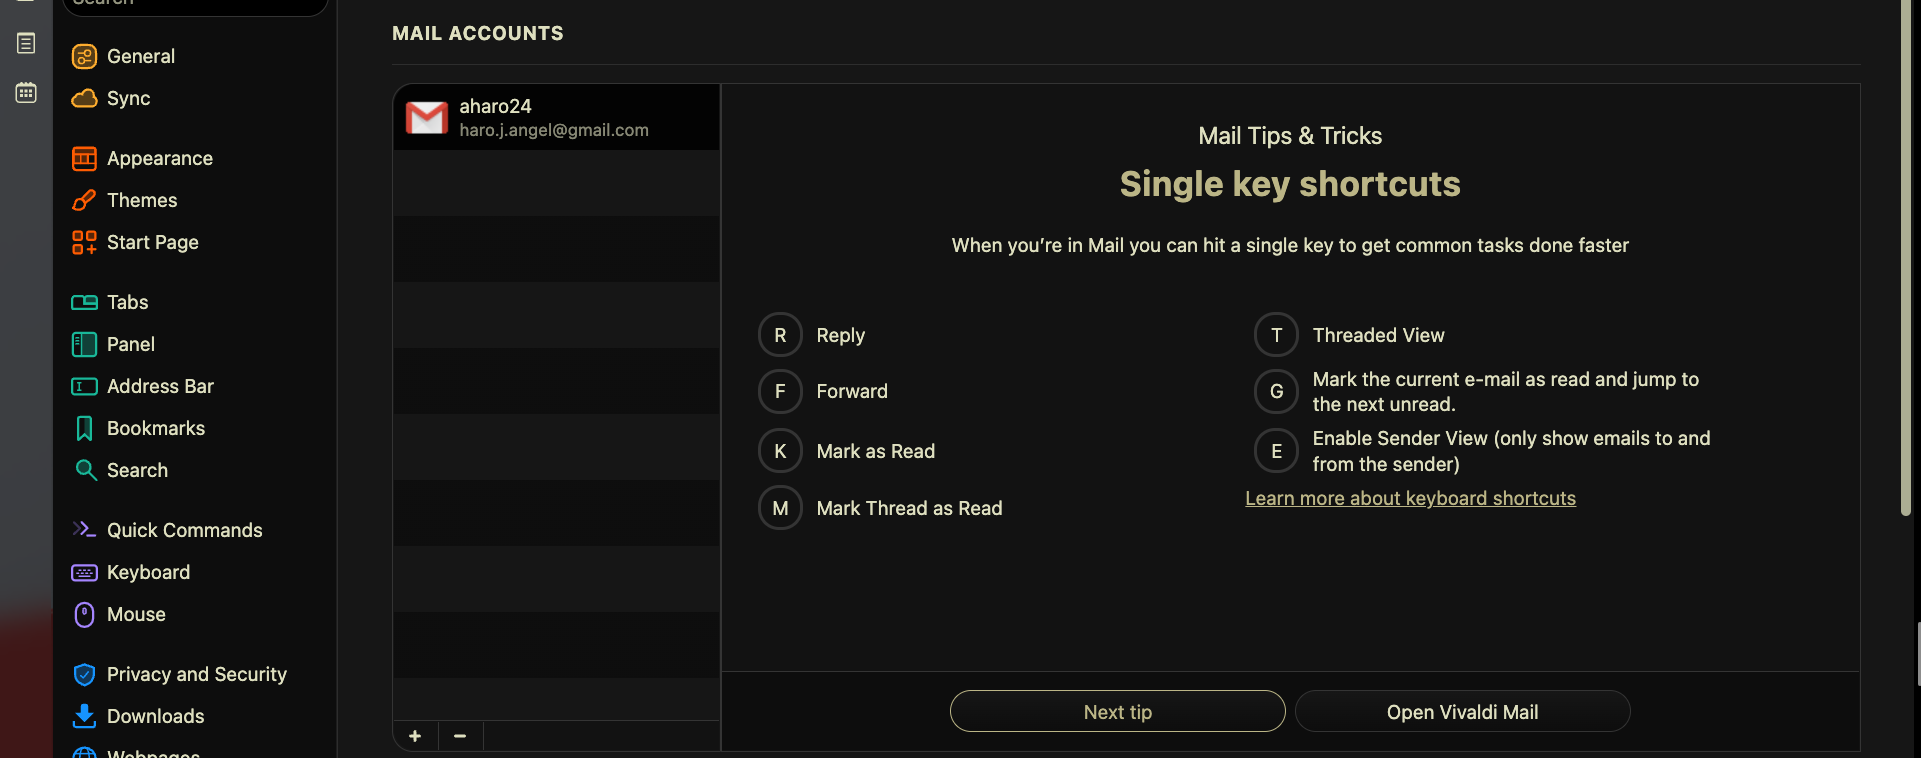 Search
General
Sync
Appearance
Themes
Start Page
Tabs
Panel
Address Bar
Bookmarks
Search
Quick Commands
Keyboard
Mouse
Privacy and Security
Downloads
Webpages
MAIL ACCOUNTS
aharo24
haro.j.angel@gmail.com
Mail Tips & Tricks
Single key shortcuts
When you’re in Mail you can hit a single key to get common tasks done faster
R Reply
F Forward
K Mark as Read
M Mark Thread as Read
T Threaded View
G Mark the current e-mail as read and jump to
the next unread.
E Enable Sender View (only show emails to and
from the sender)
Learn more about keyboard shortcuts
Next tip
Open Vivaldi Mail